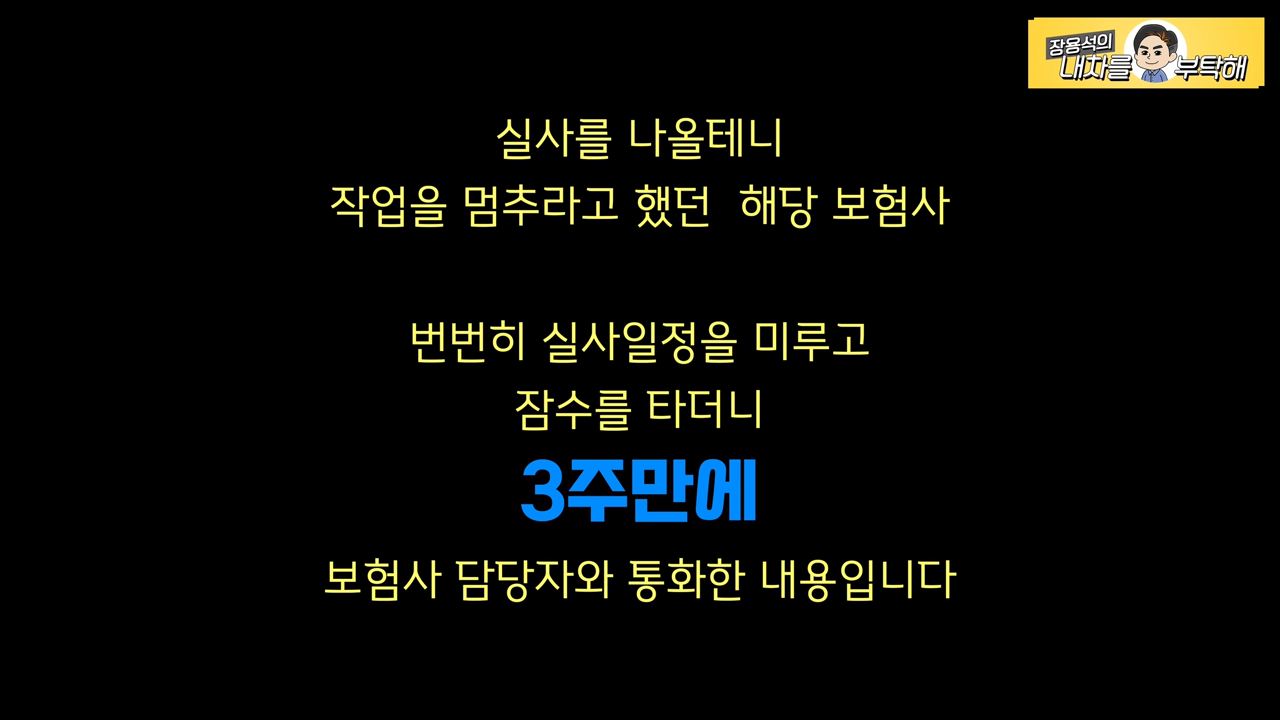 장용석의
내차를 부탁해
실사를 나올테니
작업을 멈추라고 했던 해당 보험사
번번히 실사일정을 미루고
잠수를 타더니
3주만에
보험사 담당자와 통화한 내용입니다